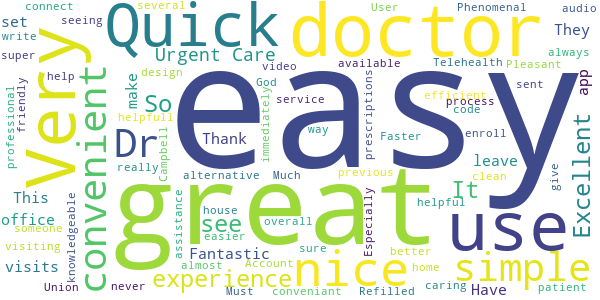 connect
several
User
Phenomenal
audio
seeing
set
Quick
doctor
They
write
super
very
Urgent Care
available
Telehealth
always
Pleasant
help
design
make
video
God
easy
efficient
sent
app
professional
friendly
convenient
So
helpfull
immediately
service
prescriptions
process
code
Dr
Thank
way
Faster
enroll
Excellent
Campbell
really
alternative
Much
previous
leave
clean
give
This
great
house
see
It
helpful
office
knowledgeable
someone
assistance
easier
overall
Especially
use
visiting
Fantastic
sure
better
visits
almost
Account
nice
home
simple
experience
Union
never
Must
conveniant
Refilled
caring
Have
patient